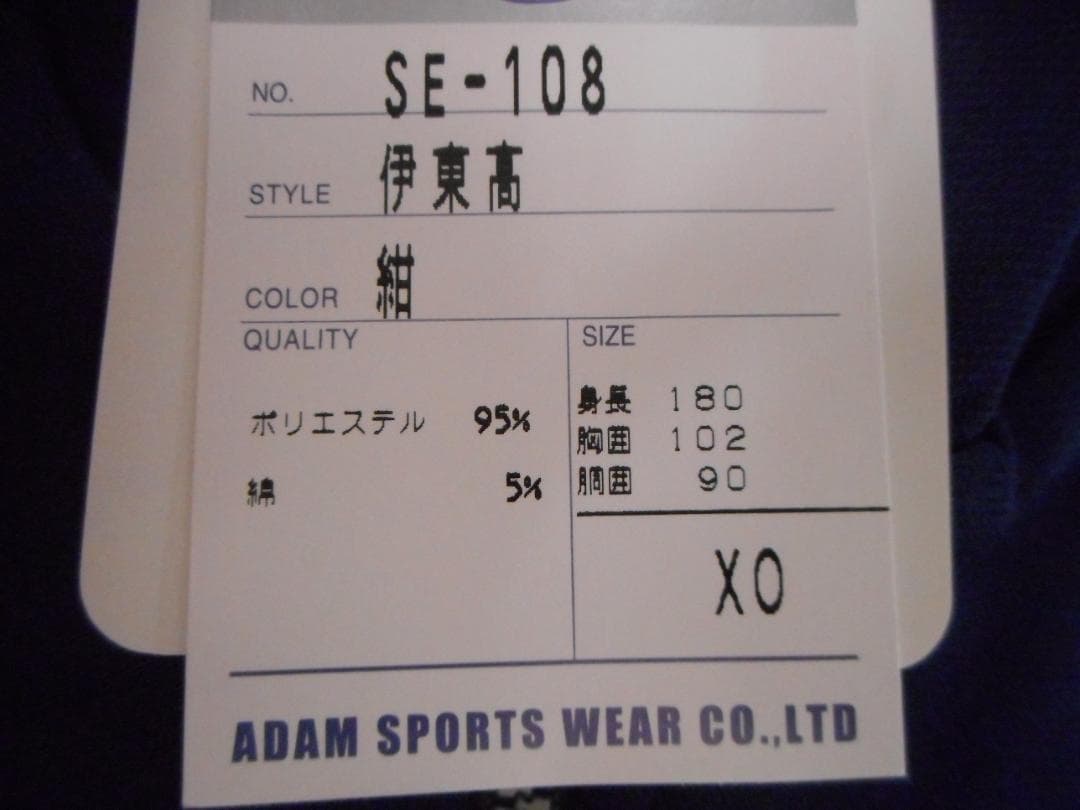 NO. SE-108
STYLE 伊東高
COLOR 紺
QUALITY
ポリエステル 95%
綿 5%
SIZE
身長 180
胸囲 102
胴囲 90
XO
ADAM SPORTS WEAR CO.,LTD